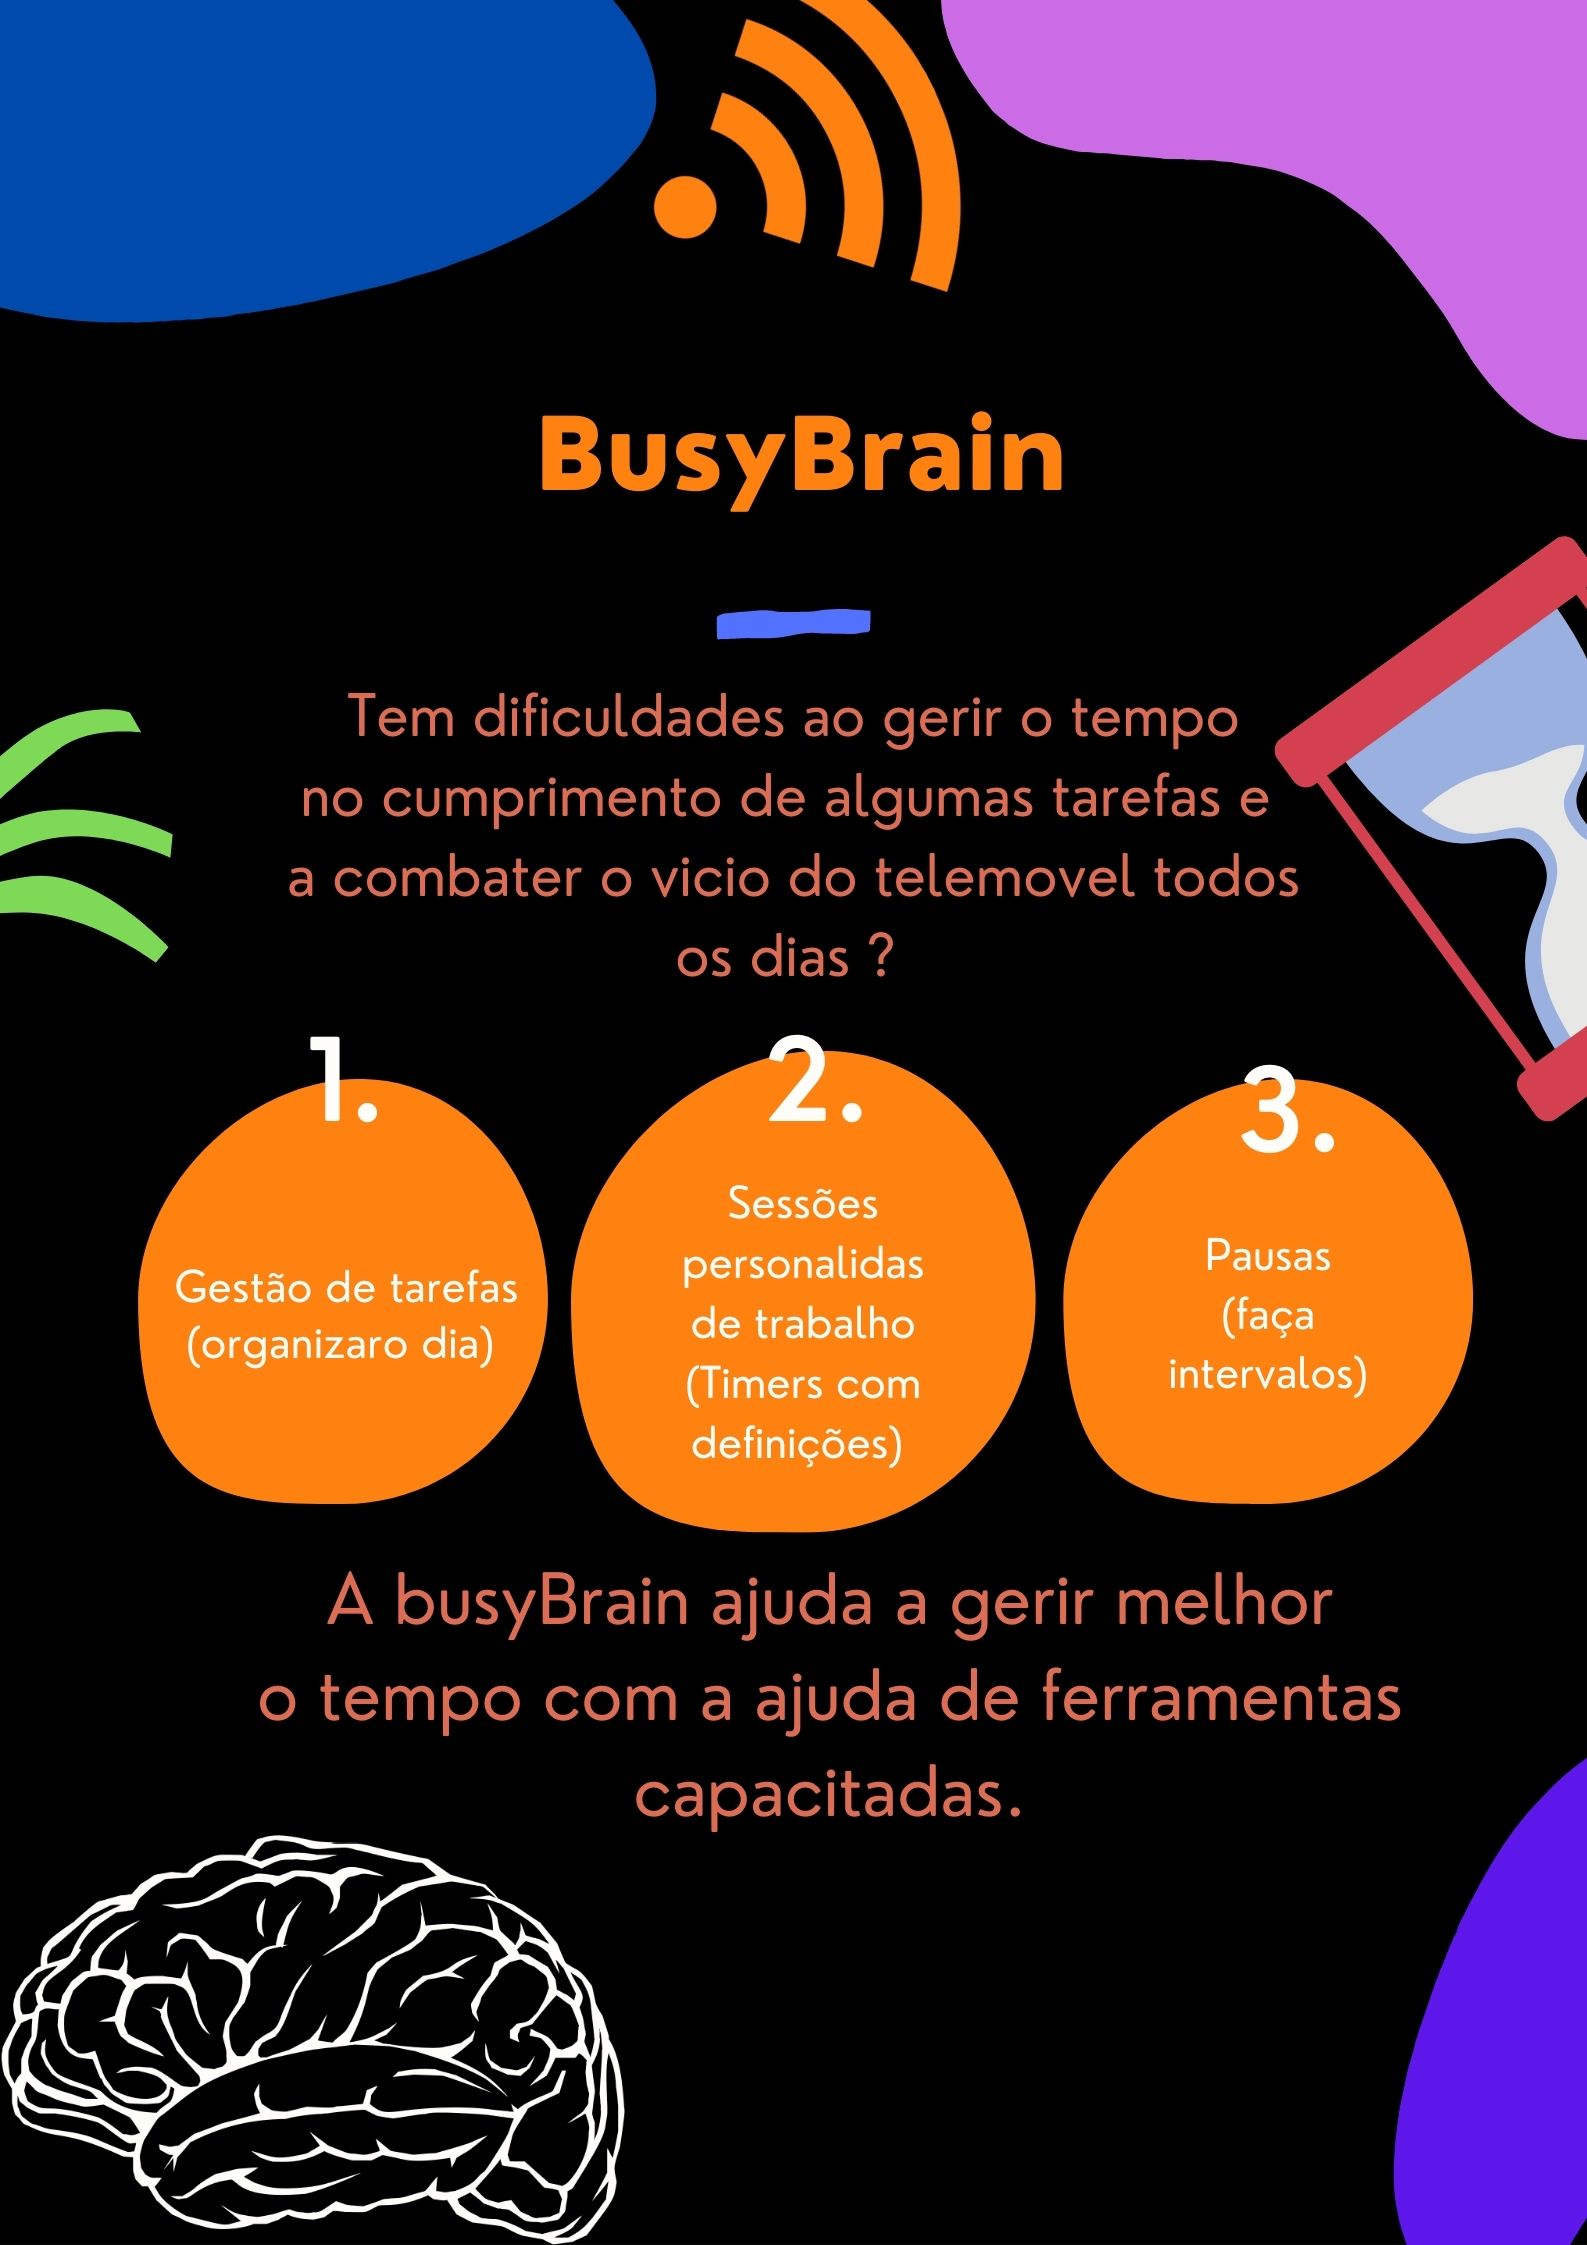 BusyBrain
Tem dificuldades ao gerir o tempo
no cumprimento de algumas tarefas e
a combater o vicio do telemovel todos
os dias ?
1.
Gestão de tarefas
(organizaro dia)
2.
Sessões
personalidas
de trabalho
(Timers com
definições)
3.
Pausas
(faça
intervalos)
A busyBrain ajuda a gerir melhor
o tempo com a ajuda de ferramentas
capacitadas.